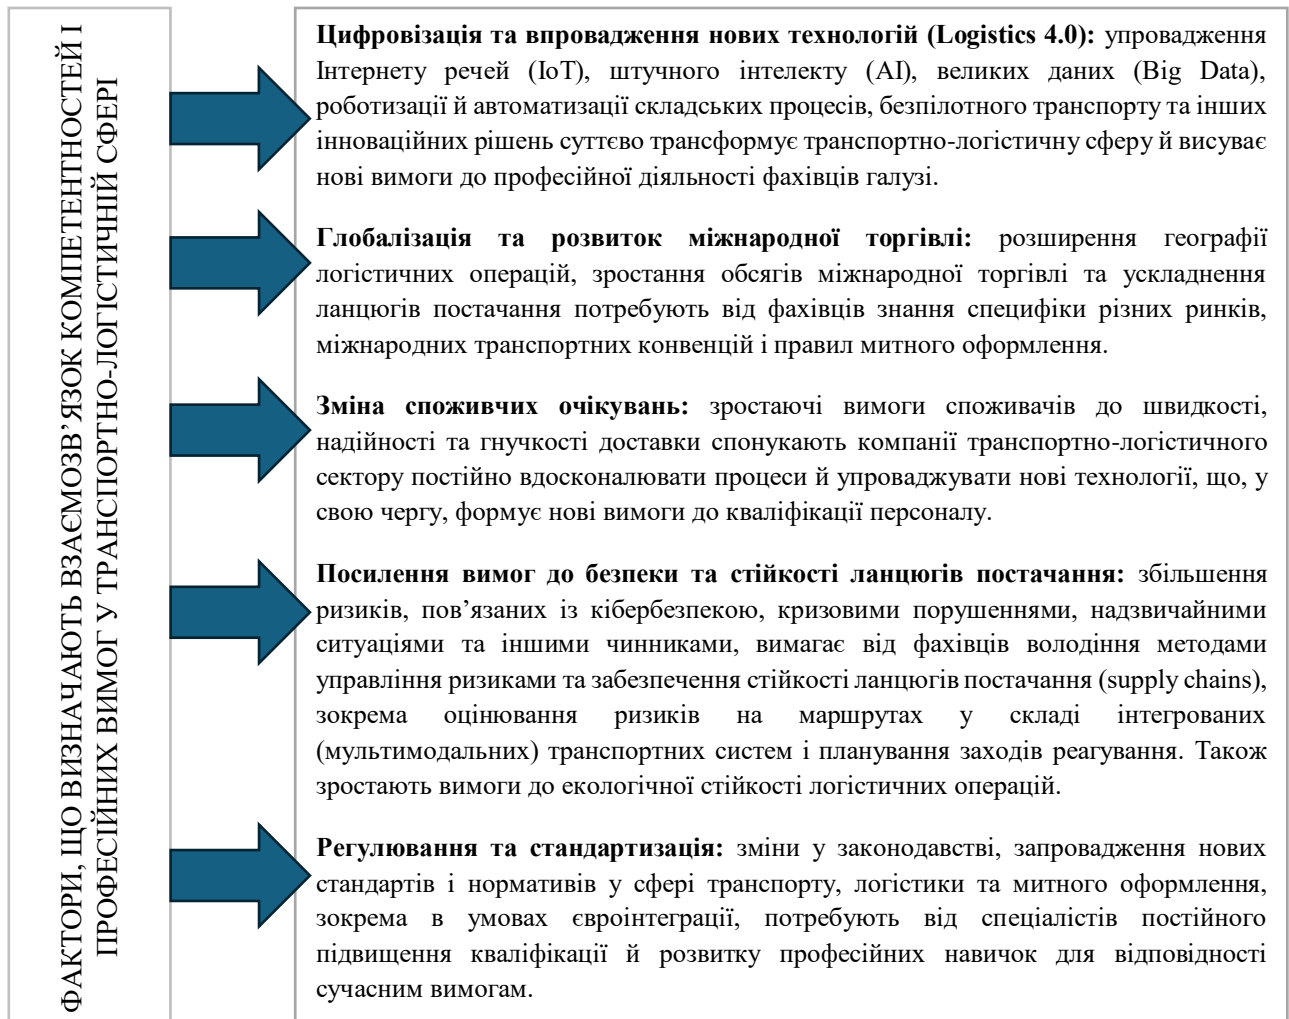 ФАКТОРИ, ЩО ВИЗНАЧАЮТЬ ВЗАЄМОЗВ’ЯЗОК КОМПЕТЕНТНОСТЕЙ І
ПРОФЕСІЙНИХ ВИМОГ У ТРАНСПОРТНО-ЛОГІСТИЧНІЙ СФЕРІ
Цифровізація та впровадження нових технологій (Logistics 4.0): упровадження
Інтернету речей (IoT), штучного інтелекту (AI), великих даних (Big Data),
роботизації й автоматизації складських процесів, безпілотного транспорту та інших
інноваційних рішень суттєво трансформує транспортно-логістичну сферу й висуває
нові вимоги до професійної діяльності фахівців галузі.
Глобалізація та розвиток міжнародної торгівлі: розширення географії
логістичних операцій, зростання обсягів міжнародної торгівлі та ускладнення
ланцюгів постачання потребують від фахівців знання специфіки різних ринків,
міжнародних транспортних конвенцій і правил митного оформлення.
Зміна споживчих очікувань: зростаючі вимоги споживачів до швидкості,
надійності та гнучкості доставки спонукають компанії транспортно-логістичного
сектору постійно вдосконалювати процеси й упроваджувати нові технології, що, у
свою чергу, формує нові вимоги до кваліфікації персоналу.
Посилення вимог до безпеки та стійкості ланцюгів постачання: збільшення
ризиків, пов’язаних із кібербезпекою, кризовими порушеннями, надзвичайними
ситуаціями та іншими чинниками, вимагає від фахівців володіння методами
управління ризиками та забезпечення стійкості ланцюгів постачання (supply chains),
зокрема оцінювання ризиків на маршрутах у складі інтегрованих
(мультимодальних) транспортних систем і планування заходів реагування. Також
зростають вимоги до екологічної стійкості логістичних операцій.
Регулювання та стандартизація: зміни у законодавстві, запровадження нових
стандартів і нормативів у сфері транспорту, логістики та митного оформлення,
зокрема в умовах євроінтеграції, потребують від спеціалістів постійного
підвищення кваліфікації й розвитку професійних навичок для відповідності
сучасним вимогам.